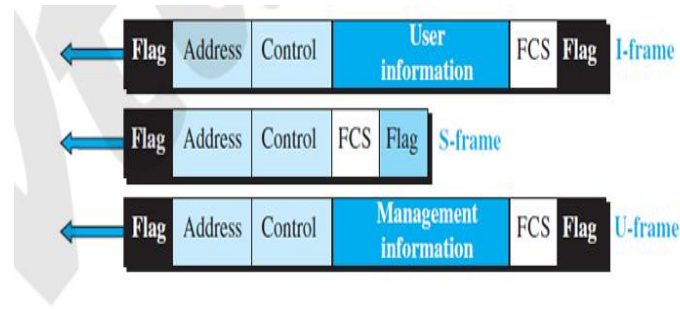 Flag Address Control User information FCS Flag I-frame
Flag Address Control FCS Flag S-frame
Flag Address Control Management information FCS Flag U-frame